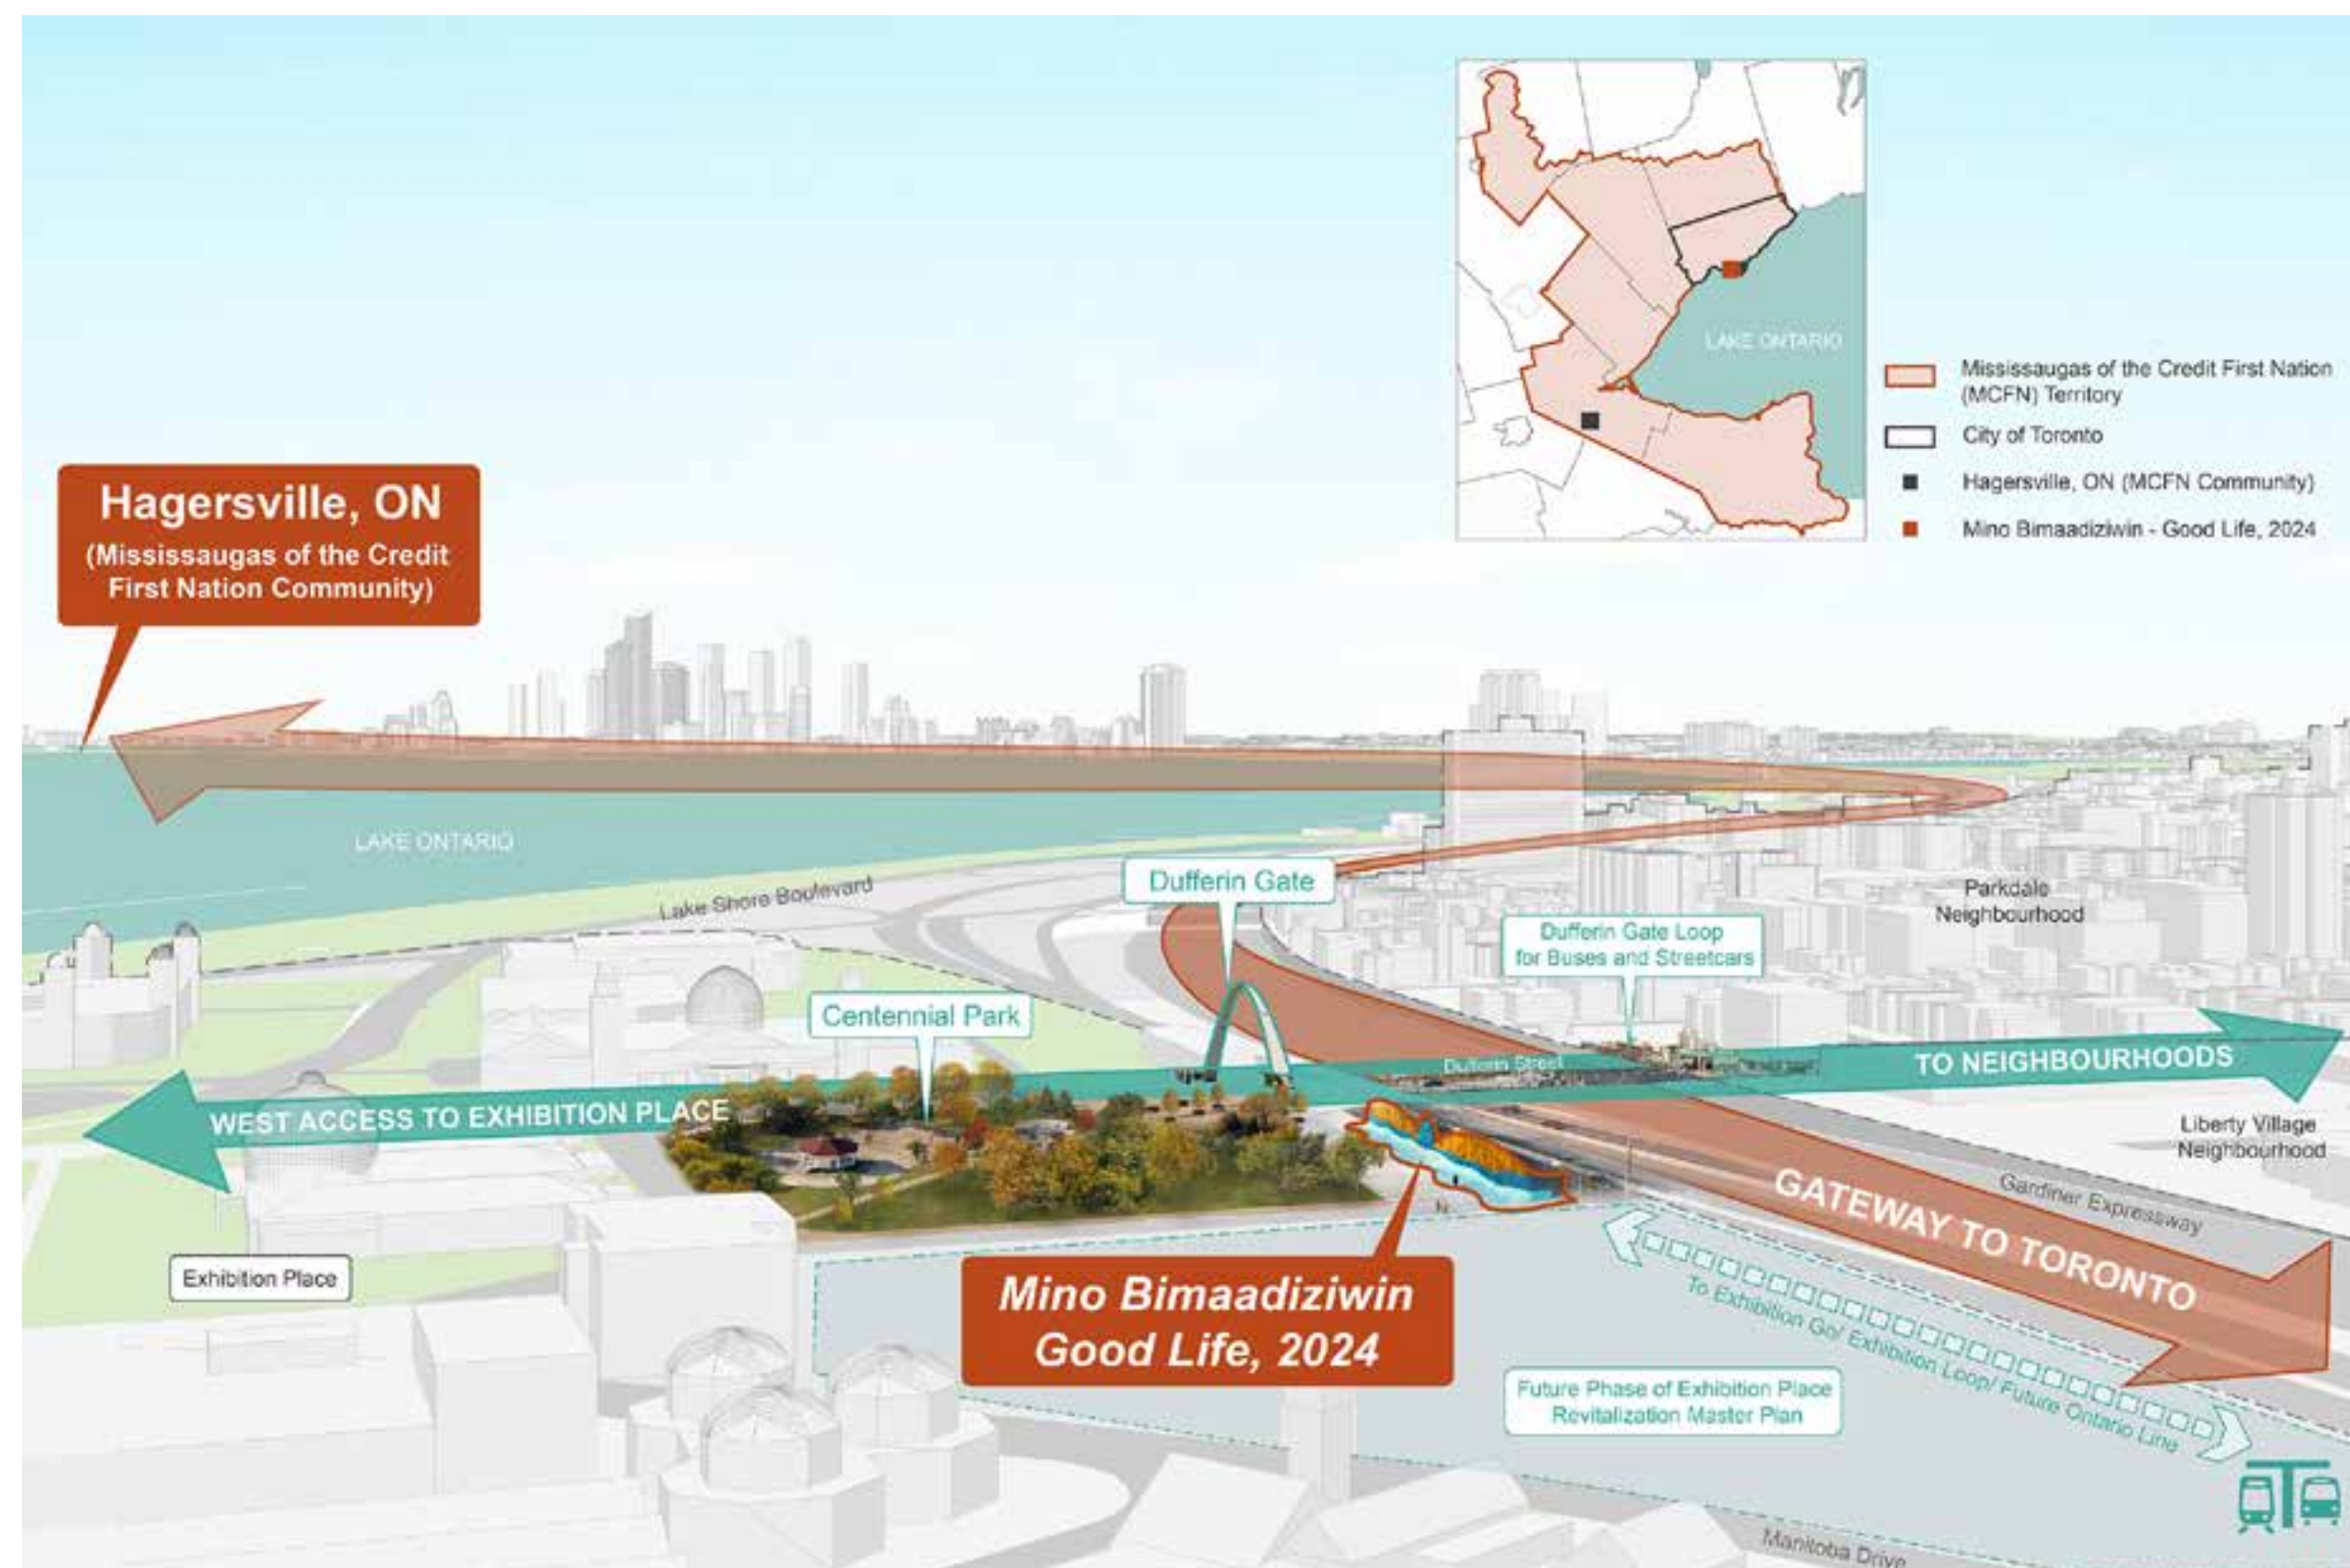 LAKE ONTARIO
Mississaugas of the Credit First Nation
(MCFN) Territory
City of Toronto
Hagersville, ON (MCFN Community)
Mino Bimaadiziwin - Good Life, 2024
Hagersville, ON
(Mississaugas of the Credit
First Nation Community)
LAKE ONTARIO
Lake Shore Boulevard
Dufferin Gate
Parkdale
Neighbourhood
Dufferin Gate Loop
for Buses and Streetcars
Centennial Park
Dufferin Street
TO NEIGHBOURHOODS
WEST ACCESS TO EXHIBITION PLACE
Liberty Village
Neighbourhood
Gardiner Expressway
GATEWAY TO TORONTO
Exhibition Place
Mino Bimaadiziwin
Good Life, 2024
To Exhibition Go/ Exhibition Loop/ Future Ontario Line
Future Phase of Exhibition Place
Revitalization Master Plan
Manitoba Drive